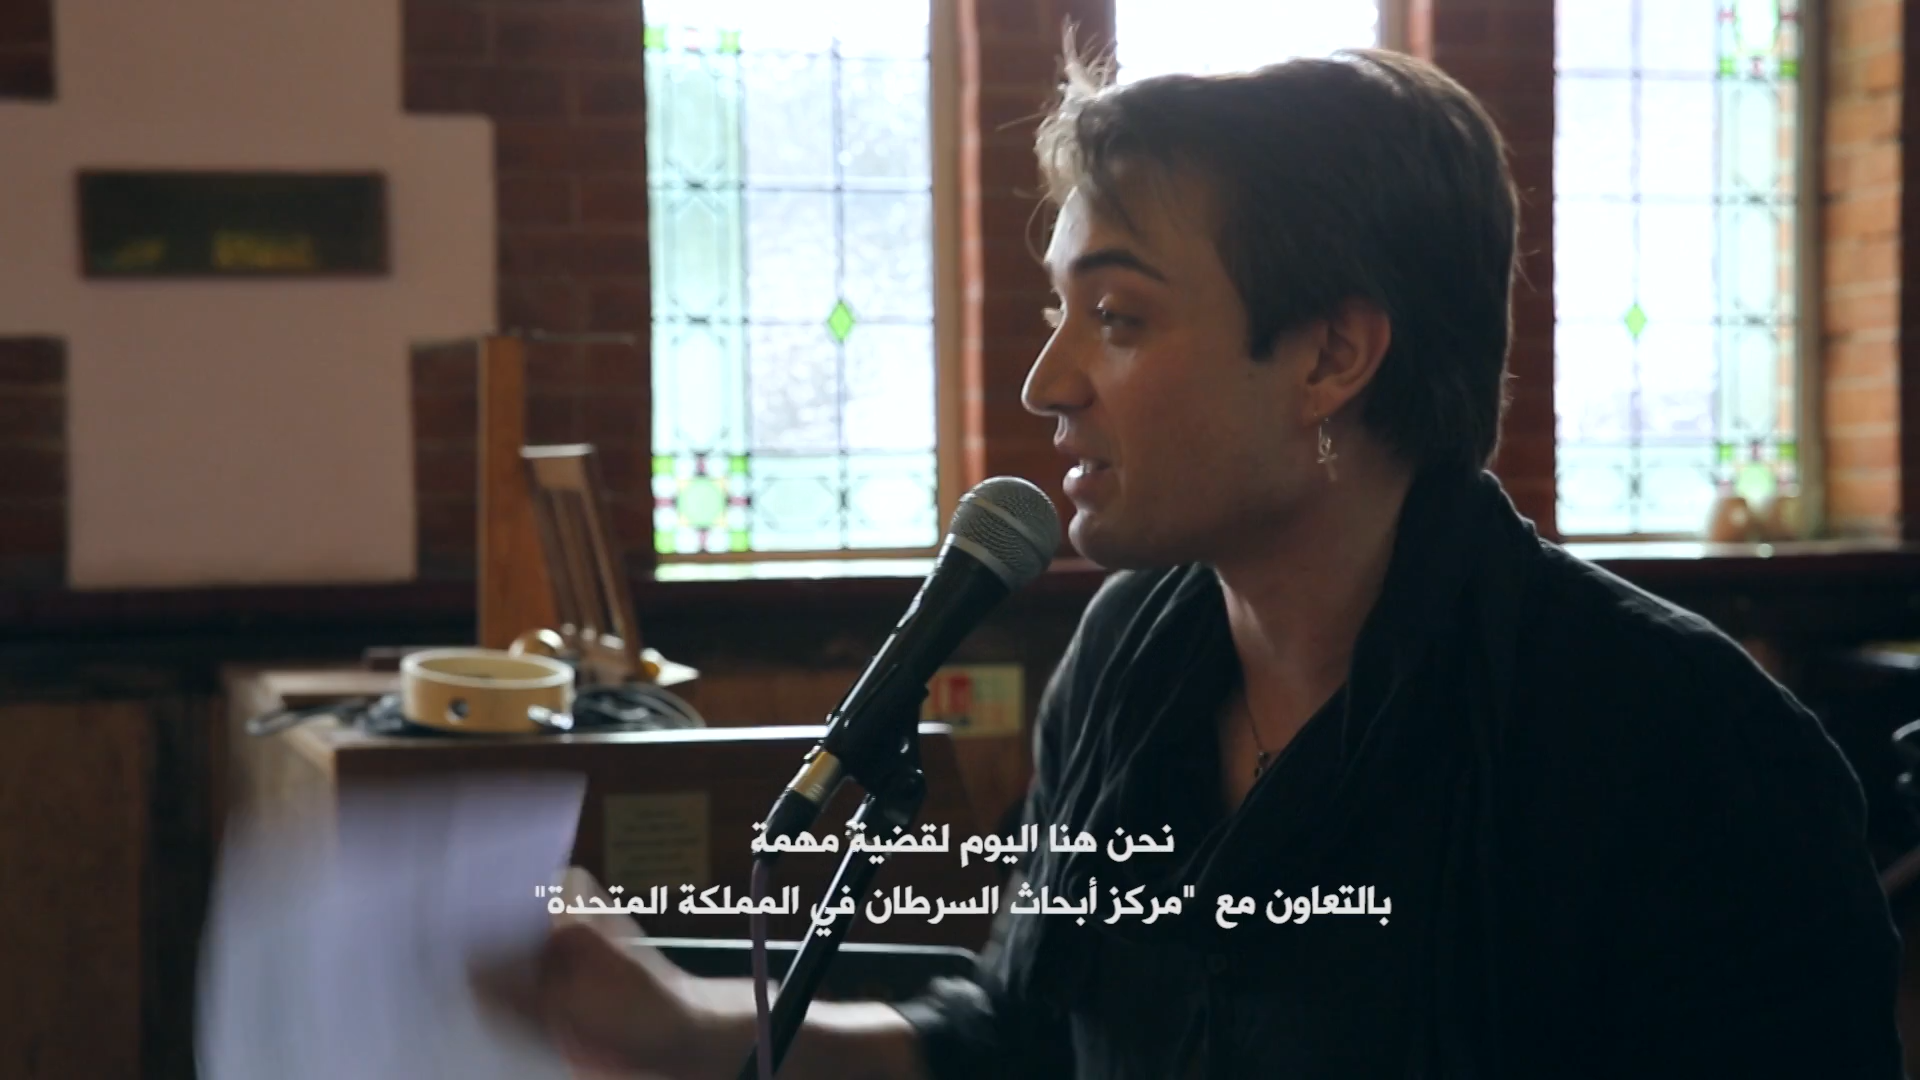 نحن هنا اليوم لقضية مهمة
بالتعاون مع "مركز أبحاث السرطان في المملكة المتحدة"